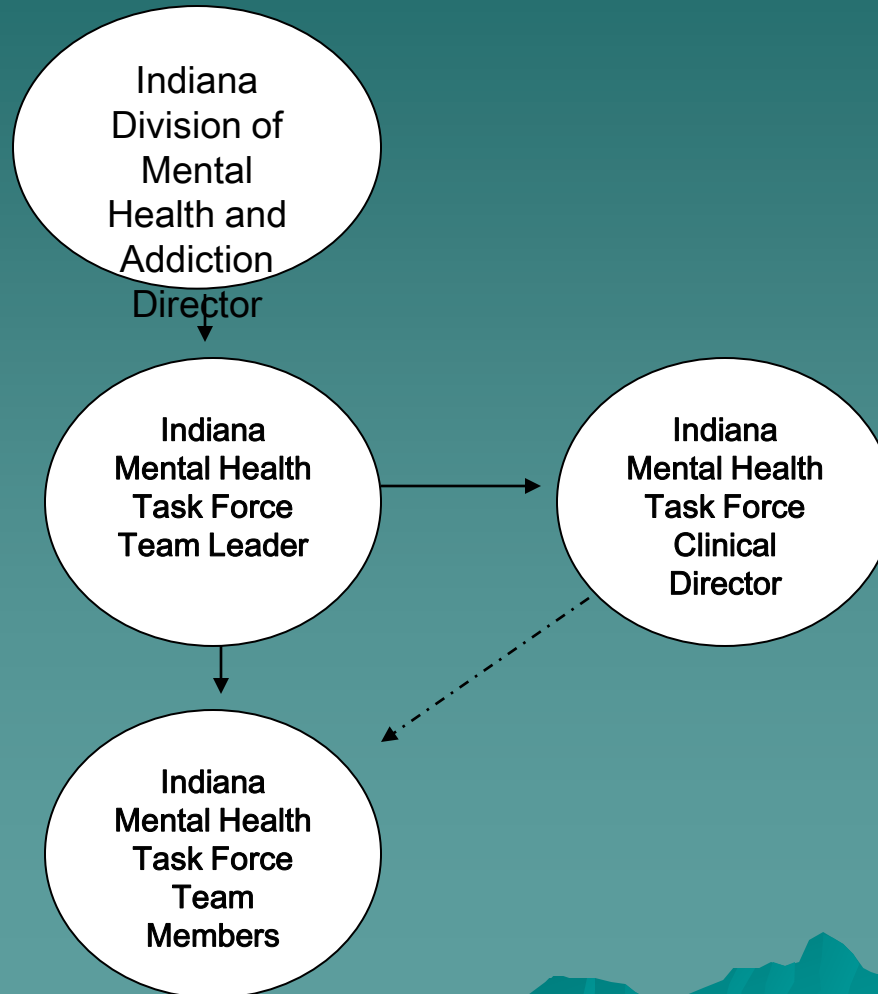 Indiana
Division of
Mental
Health and
Addiction
Director
Indiana
Mental Health
Task Force
Team Leader
Indiana
Mental Health
Task Force
Clinical
Director
Indiana
Mental Health
Task Force
Team
Members